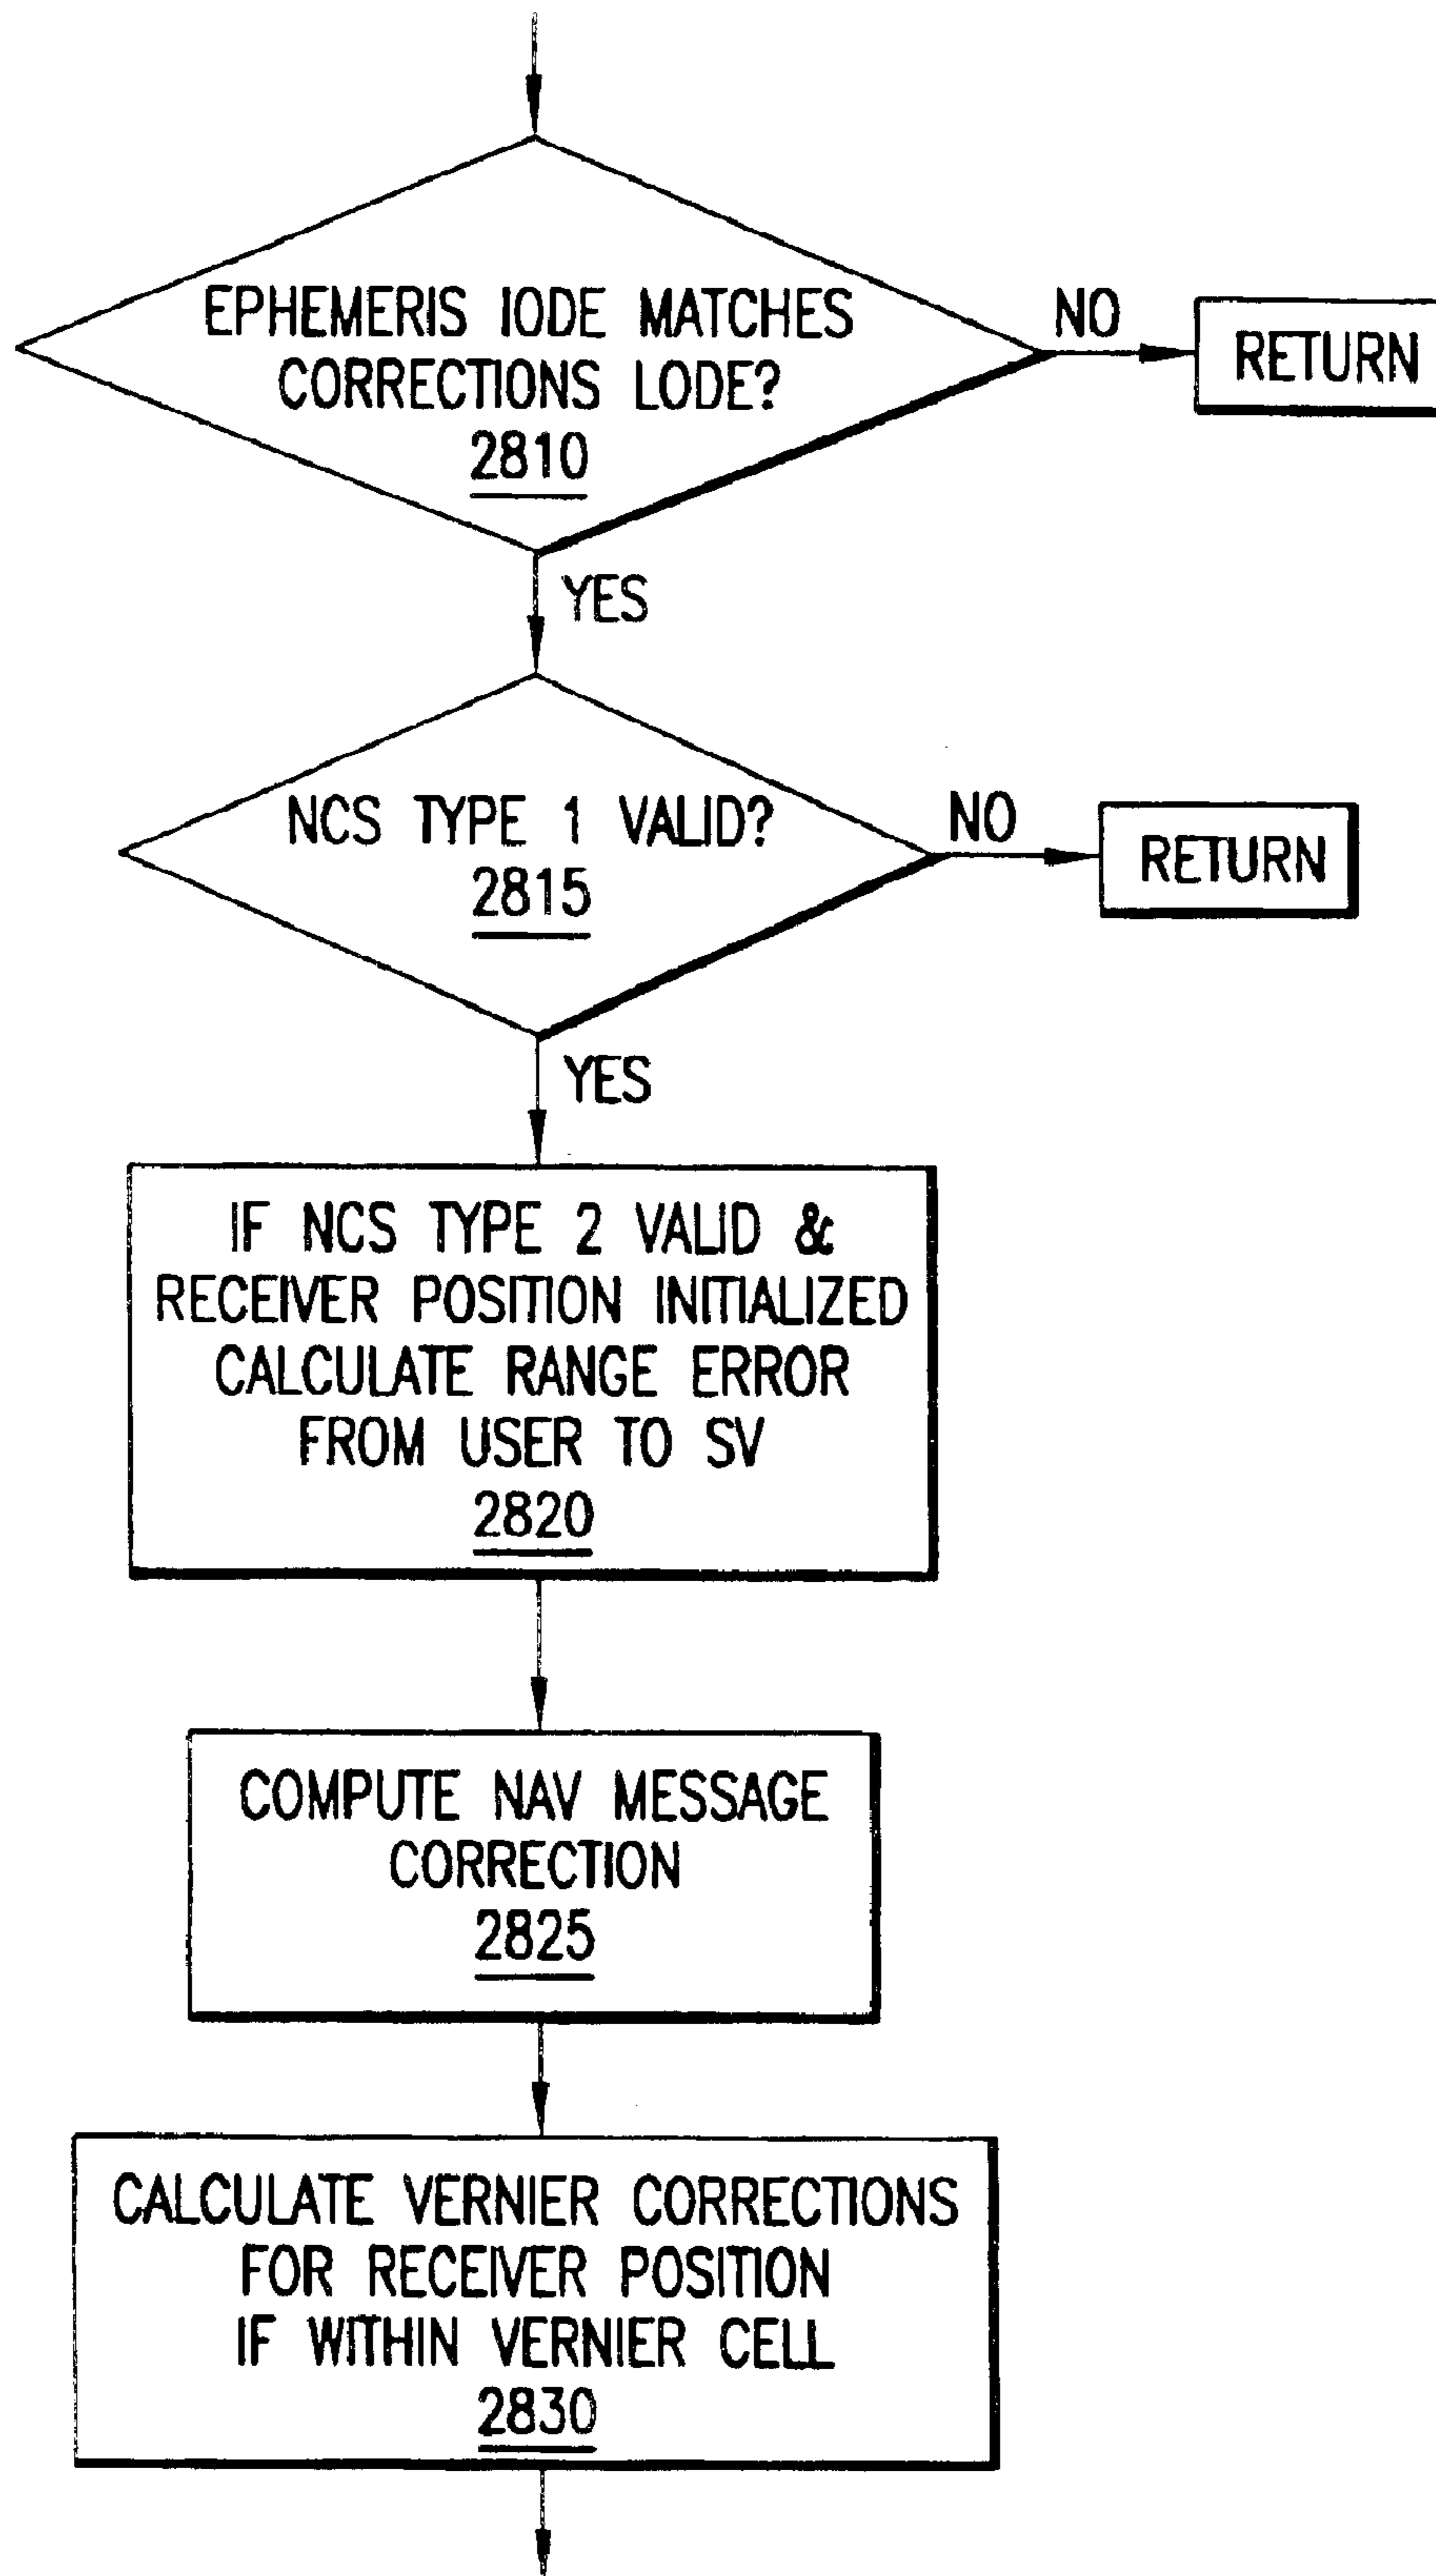 EPHEMERIS IODE MATCHES
CORRECTIONS LODE?
2810
NO
RETURN
YES
NCS TYPE 1 VALID?
2815
NO
RETURN
YES
IF NCS TYPE 2 VALID &
RECEIVER POSITION INITIALIZED
CALCULATE RANGE ERROR
FROM USER TO SV
2820
COMPUTE NAV MESSAGE
CORRECTION
2825
CALCULATE VERNIER CORRECTIONS
FOR RECEIVER POSITION
IF WITHIN VERNIER CELL
2830